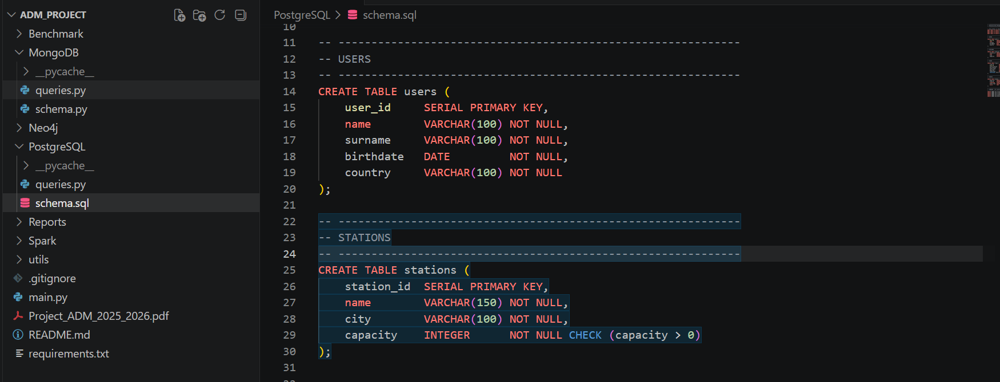 ADM_PROJECT
Benchmark
MongoDB
__pycache__
queries.py
schema.py
Neo4j
PostgreSQL
__pycache__
queries.py
schema.sql
Reports
Spark
utils
.gitignore
main.py
Project_ADM_2025_2026.pdf
README.md
requirements.txt
PostgreSQL > schema.sql
10
11 -- -------------------------------------------------------------
12 -- USERS
13 -- -------------------------------------------------------------
14 CREATE TABLE users (
15 user_id SERIAL PRIMARY KEY,
16 name VARCHAR(100) NOT NULL,
17 surname VARCHAR(100) NOT NULL,
18 birthdate DATE NOT NULL,
19 country VARCHAR(100) NOT NULL
20 );
21
22 -- -------------------------------------------------------------
23 -- STATIONS
24 -- -------------------------------------------------------------
25 CREATE TABLE stations (
26 station_id SERIAL PRIMARY KEY,
27 name VARCHAR(150) NOT NULL,
28 city VARCHAR(100) NOT NULL,
29 capacity INTEGER NOT NULL CHECK (capacity > 0)
30 );
31